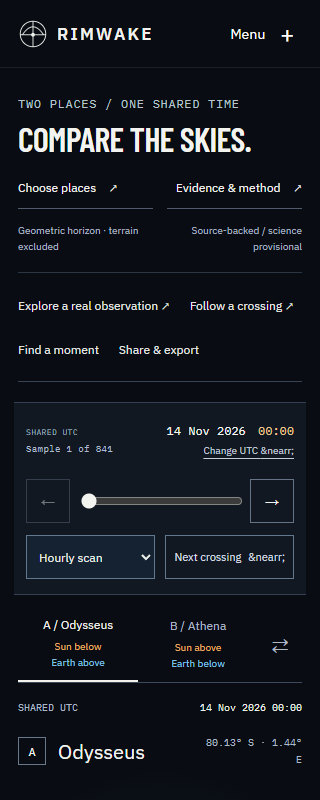 RIMWAKE
Menu +
TWO PLACES / ONE SHARED TIME
COMPARE THE SKIES.
Choose places ↗
Evidence & method ↗
Geometric horizon · terrain excluded
Source-backed / science provisional
Explore a real observation ↗ Follow a crossing ↗
Find a moment Share & export
SHARED UTC
14 Nov 2026 00:00
Sample 1 of 841
Change UTC &nearr;
← →
Hourly scan
Next crossing &nearr;
A / Odysseus
Sun below
Earth above
B / Athena
Sun above
Earth below
⇄
SHARED UTC 14 Nov 2026 00:00
A Odysseus
80.13° S · 1.44°
E